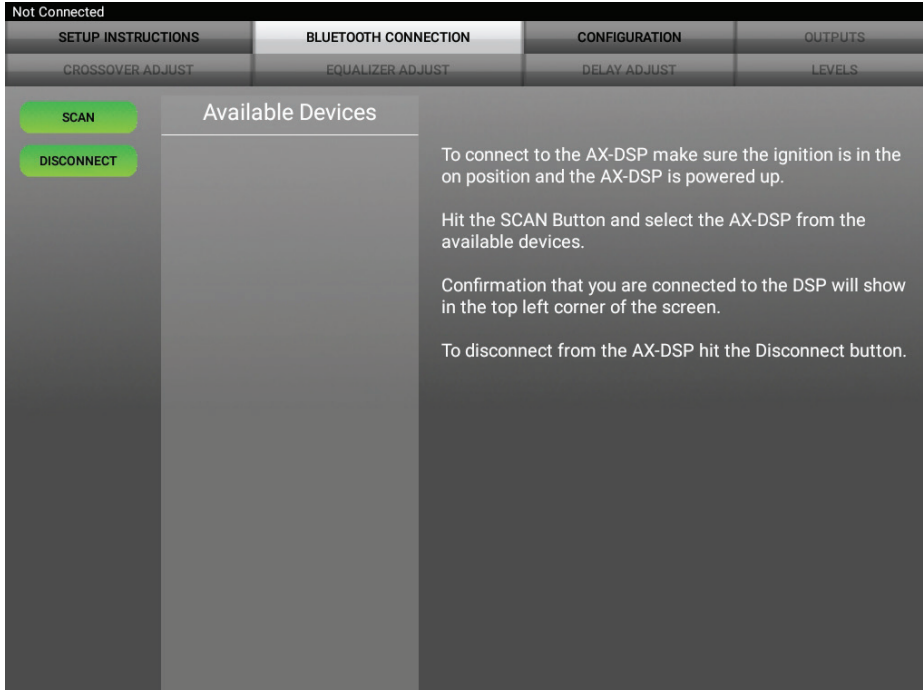 Not Connected
SETUP INSTRUCTIONS
BLUETOOTH CONNECTION
CONFIGURATION
OUTPUTS
CROSSOVER ADJUST
EQUALIZER ADJUST
DELAY ADJUST
LEVELS
SCAN
DISCONNECT
Available Devices
To connect to the AX-DSP make sure the ignition is in the
on position and the AX-DSP is powered up.
Hit the SCAN Button and select the AX-DSP from the
available devices.
Confirmation that you are connected to the DSP will show
in the top left corner of the screen.
To disconnect from the AX-DSP hit the Disconnect button.